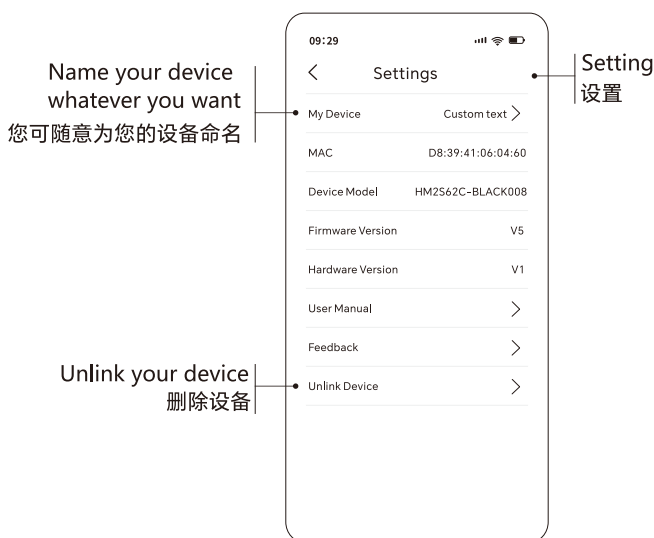 Name your device
whatever you want
您可随意为您的设备命名
Unlink your device
删除设备
09:29
Settings
My Device Custom text
MAC D8:39:41:06:04:60
Device Model HM2S62C-BLACK008
Firmware Version V5
Hardware Version V1
User Manual
Feedback
Unlink Device
Setting
设置